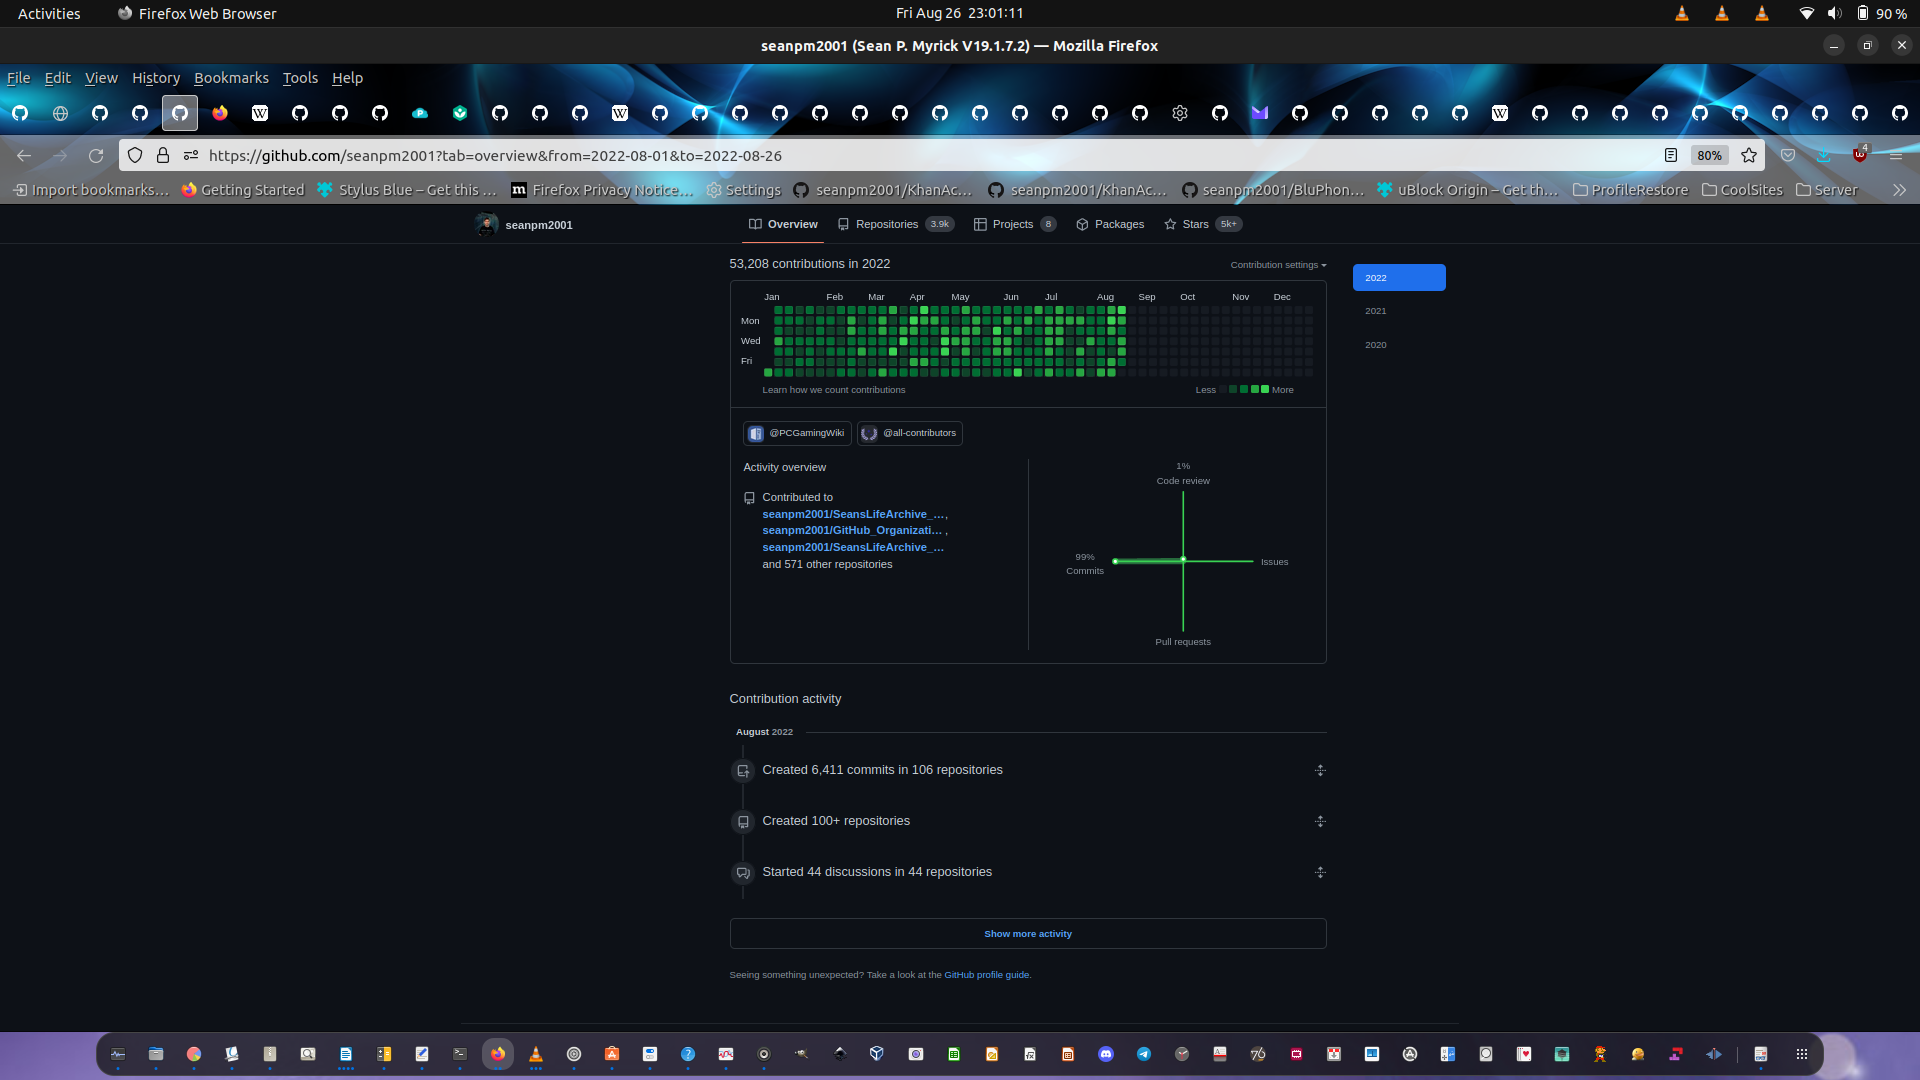 Activities
Firefox Web Browser
Fri Aug 26 23:01:11
90 %
seanpm2001 (Sean P. Myrick V19.1.7.2) — Mozilla Firefox
File Edit View History Bookmarks Tools Help
https://github.com/seanpm2001?tab=overview&from=2022-08-01&to=2022-08-26
80%
4
Import bookmarks… Getting Started Stylus Blue – Get this … Firefox Privacy Notice… Settings seanpm2001/KhanAc… seanpm2001/KhanAc… seanpm2001/BluPhon… uBlock Origin – Get th… ProfileRestore CoolSites Server
seanpm2001
Overview Repositories 3.9k Projects 8 Packages Stars 5k+
53,208 contributions in 2022
Contribution settings
2022
2021
2020
Jan Feb Mar Apr May Jun Jul Aug Sep Oct Nov Dec
Mon
Wed
Fri
Learn how we count contributions
Less More
@PCGamingWiki @all-contributors
Activity overview
Contributed to
seanpm2001/SeansLifeArchive_…,
seanpm2001/GitHub_Organizati… ,
seanpm2001/SeansLifeArchive_…
and 571 other repositories
1%
Code review
99%
Commits
Issues
Pull requests
Contribution activity
August 2022
Created 6,411 commits in 106 repositories
Created 100+ repositories
Started 44 discussions in 44 repositories
Show more activity
Seeing something unexpected? Take a look at the GitHub profile guide.